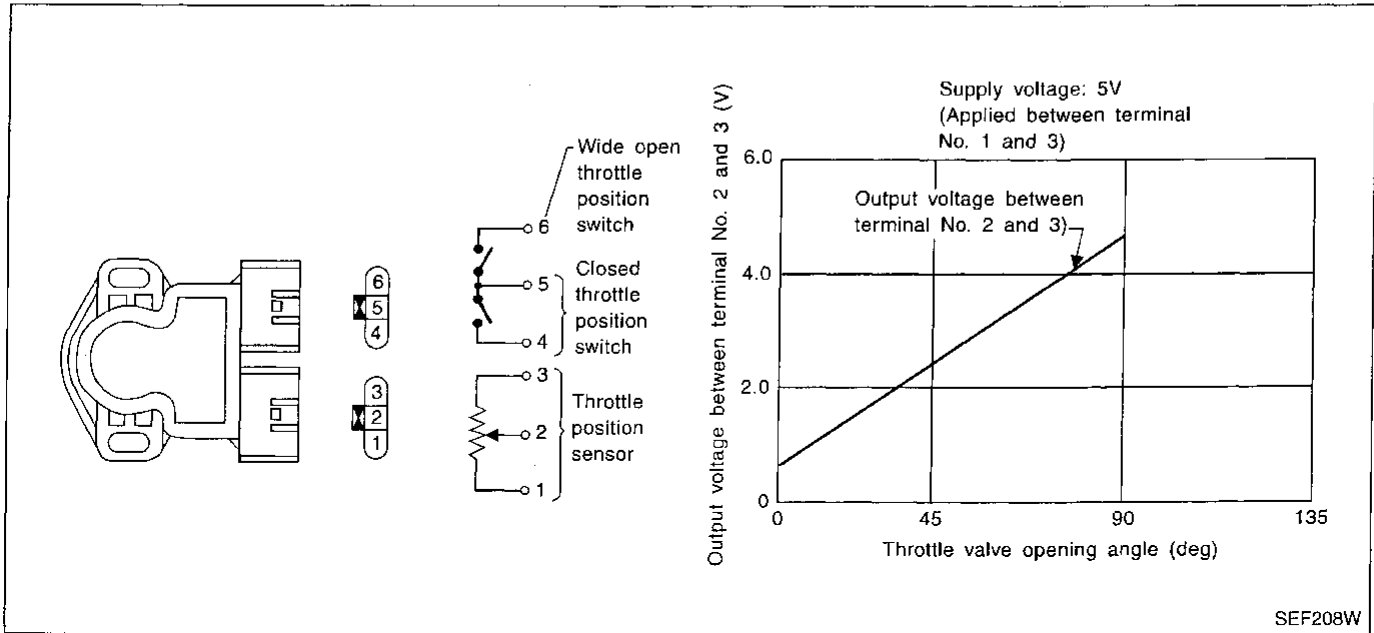 6
5
4
3
2
1
Wide open
throttle
position
switch
6
5
Closed
throttle
position
switch
4
3
Throttle
position
sensor
2
1
Output voltage between terminal No. 2 and 3 (V)
Supply voltage: 5V
(Applied between terminal
No. 1 and 3)
6.0
Output voltage between
terminal No. 2 and 3)
4.0
2.0
0
0 45 90 135
Throttle valve opening angle (deg)
SEF208W